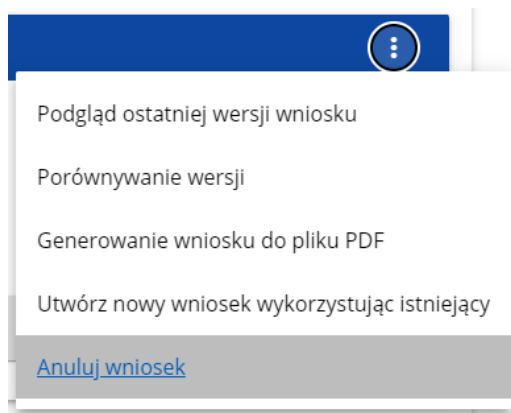 Podgląd ostatniej wersji wniosku
Porównywanie wersji
Generowanie wniosku do pliku PDF
Utwórz nowy wniosek wykorzystując istniejący
Anuluj wniosek